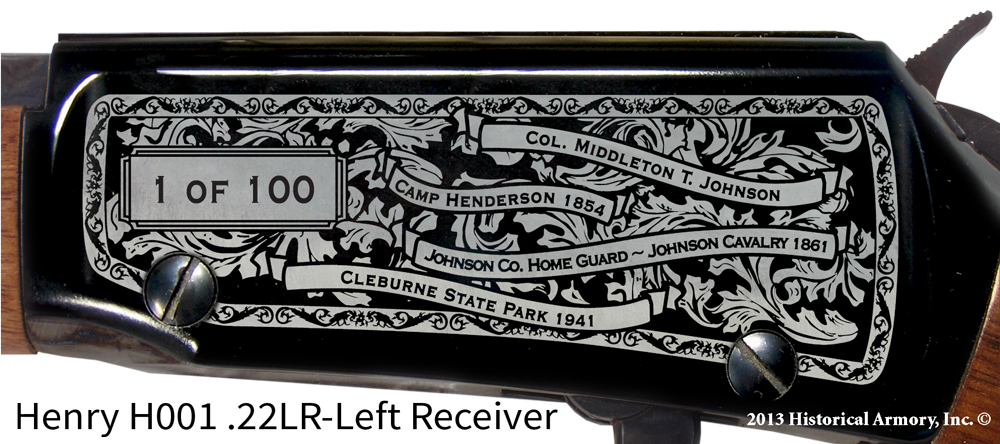 COL. MIDDLETON T. JOHNSON
1 OF 100
CAMP HENDERSON 1854
JOHNSON CO. HOME GUARD ~ JOHNSON CAVALRY 1861
CLEBURNE STATE PARK 1941
Henry H001 .22LR-Left Receiver
2013 Historical Armory, Inc. ©